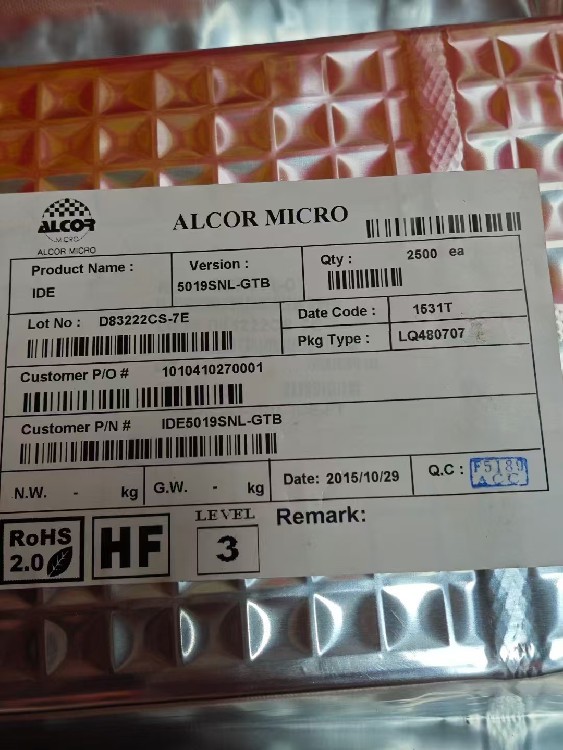 ALCOR
MICRO
ALCOR MICRO
ALCOR MICRO
Product Name :
IDE
Version :
5019SNL-GTB
Qty : 2500 ea
Lot No : D83222CS-7E
Date Code : 1531T
Pkg Type : LQ480707
Customer P/O # 1010410270001
Customer P/N # IDE5019SNL-GTB
N.W. - kg
G.W. - kg
Date: 2015/10/29
Q.C : F5180
ACC
RoHS
2.0
HF
LEVEL
3
Remark: